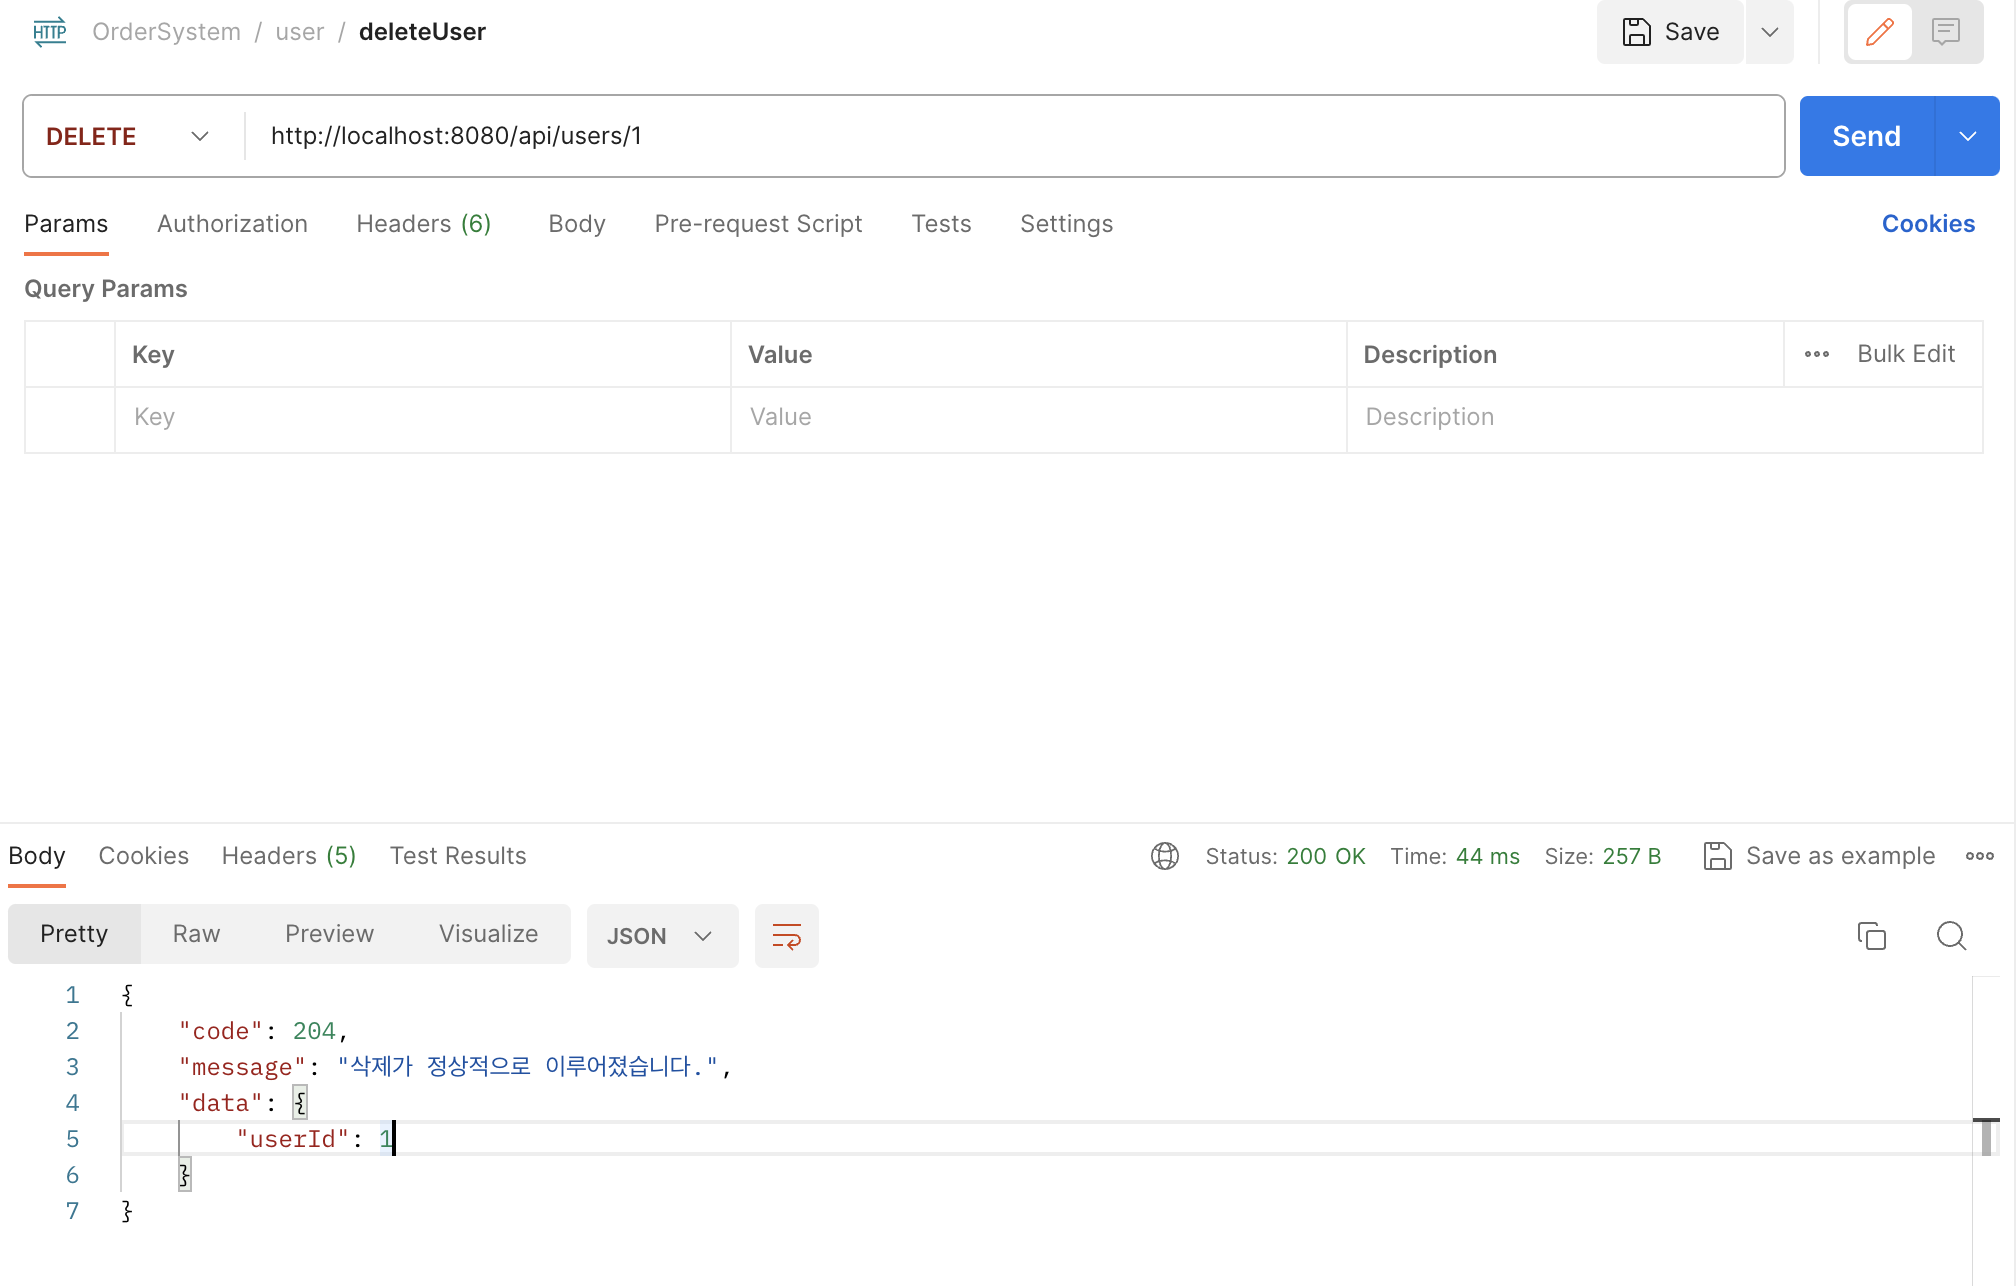 HTTP OrderSystem / user / deleteUser Save
DELETE http://localhost:8080/api/users/1 Send
Params Authorization Headers (6) Body Pre-request Script Tests Settings Cookies
Query Params
Key Value Description Bulk Edit
Key Value Description
Body Cookies Headers (5) Test Results Status: 200 OK Time: 44 ms Size: 257 B Save as example
Pretty Raw Preview Visualize JSON
1 {
2 "code": 204,
3 "message": "삭제가 정상적으로 이루어졌습니다.",
4 "data": {
5 "userId": 1
6 }
7 }